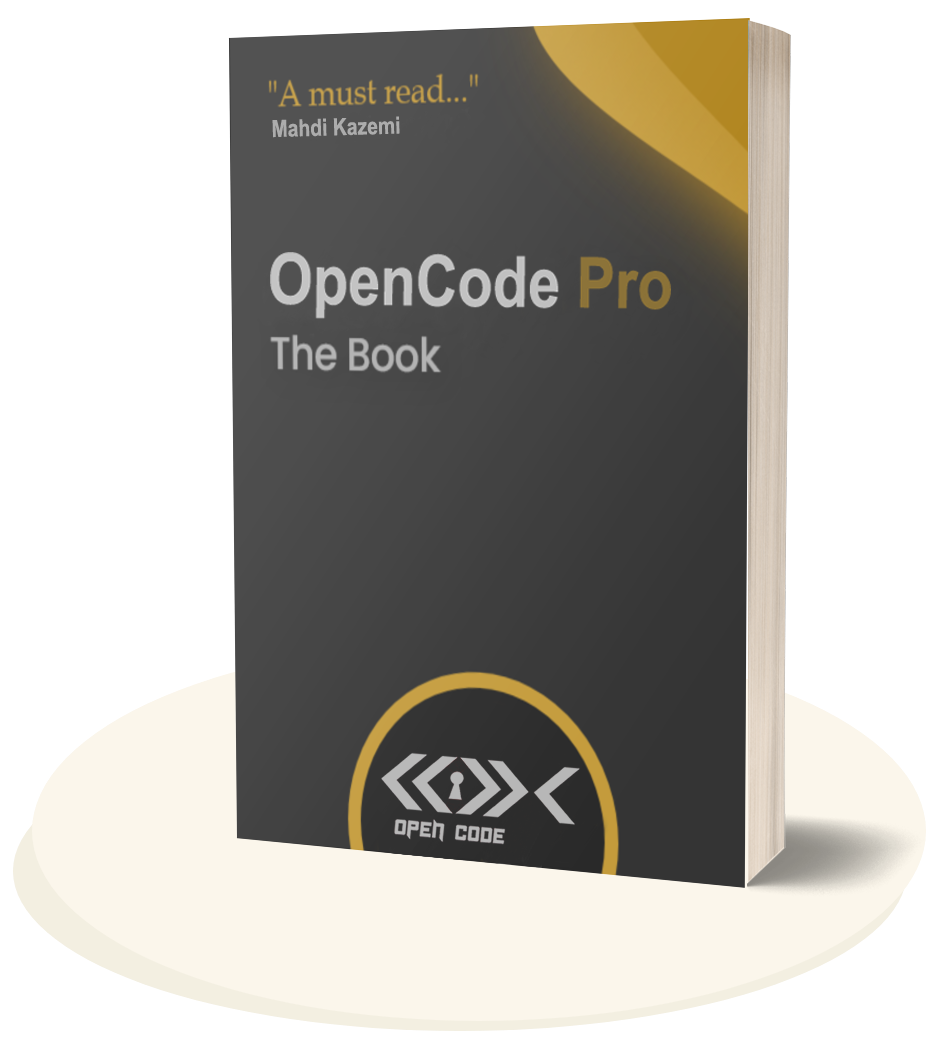 "A must read..."
Mahdi Kazemi
OpenCode Pro
The Book
OPEN CODE